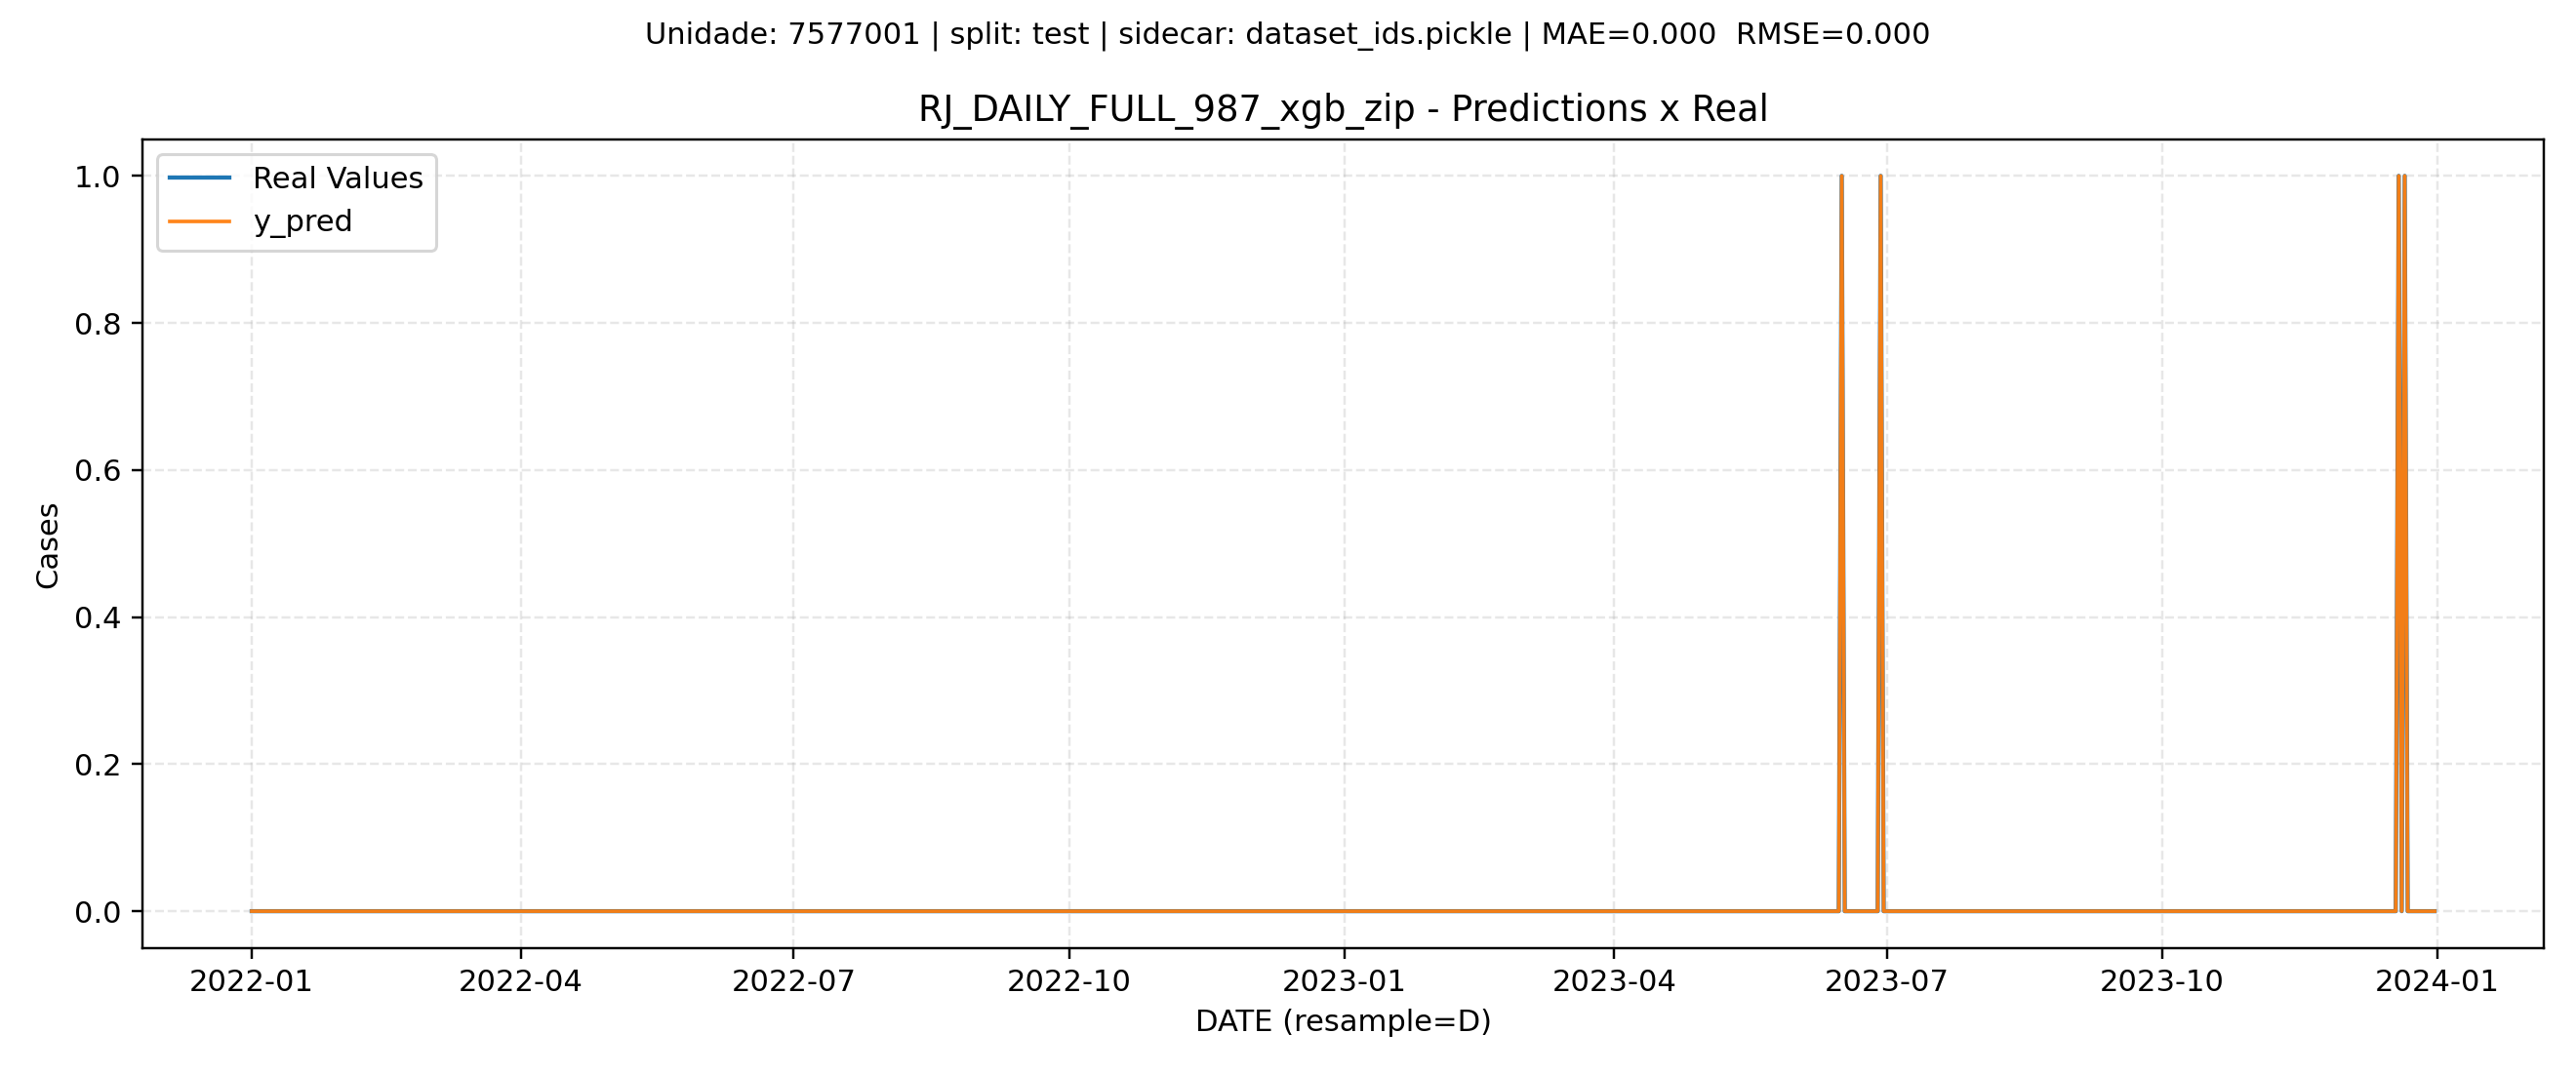 Unidade: 7577001 | split: test | sidecar: dataset_ids.pickle | MAE=0.000  RMSE=0.000
RJ_DAILY_FULL_987_xgb_zip - Predictions x Real
Real Values
y_pred
1.0
0.8
0.6
0.4
0.2
0.0
Cases
2022-01 2022-04 2022-07 2022-10 2023-01 2023-04 2023-07 2023-10 2024-01
DATE (resample=D)